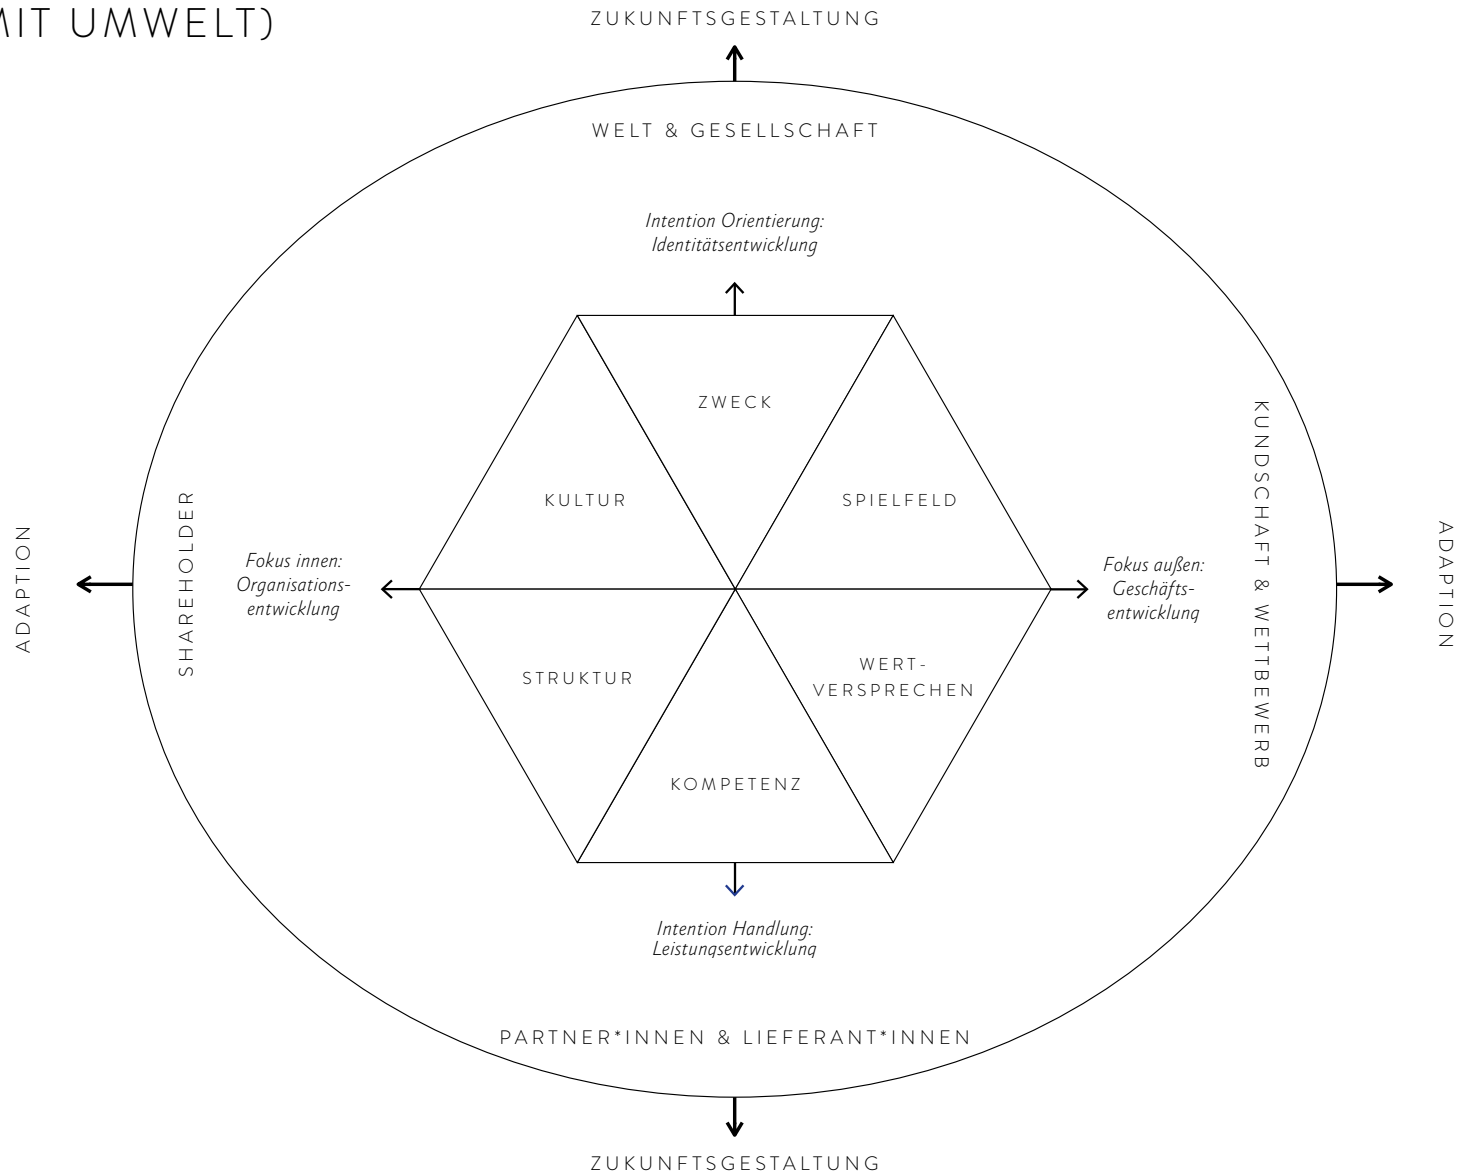 MIT UMWELT)
ZUKUNFTSGESTALTUNG
WELT & GESELLSCHAFT
Intention Orientierung:
Identitätsentwicklung
ZWECK
KULTUR
SPIELFELD
ADAPTION
SHAREHOLDER
Fokus innen:
Organisations-
entwicklung
Fokus außen:
Geschäfts-
entwicklung
KUNDSCHAFT & WETTBEWERB
ADAPTION
STRUKTUR
WERT-
VERSPRECHEN
KOMPETENZ
Intention Handlung:
Leistungsentwicklung
PARTNER*INNEN & LIEFERANT*INNEN
ZUKUNFTSGESTALTUNG